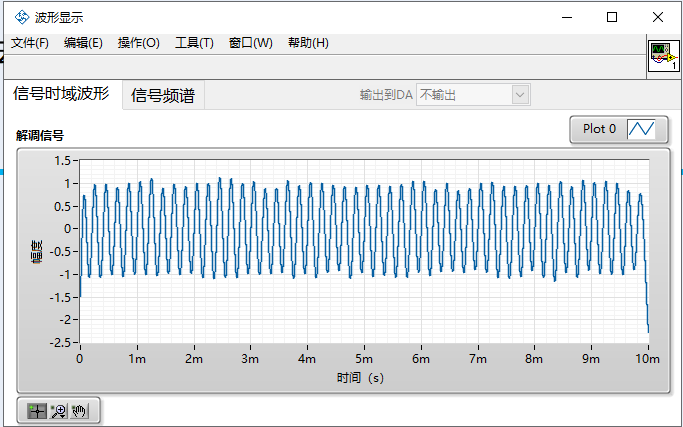 波形显示
文件(F) 编辑(E) 操作(O) 工具(T) 窗口(W) 帮助(H)
1
信号时域波形 信号频谱 输出到DA 不输出
Plot 0
解调信号
1.5
1
0.5
0
-0.5
-1
-1.5
-2
-2.5
幅度
0 1m 2m 3m 4m 5m 6m 7m 8m 9m 10m
时间（s）